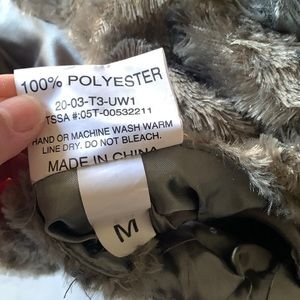 100% POLYESTER
20-03-T3-UW1
TSSA #:05T-00532211
HAND OR MACHINE WASH WARM
LINE DRY. DO NOT BLEACH.
MADE IN CHINA
M